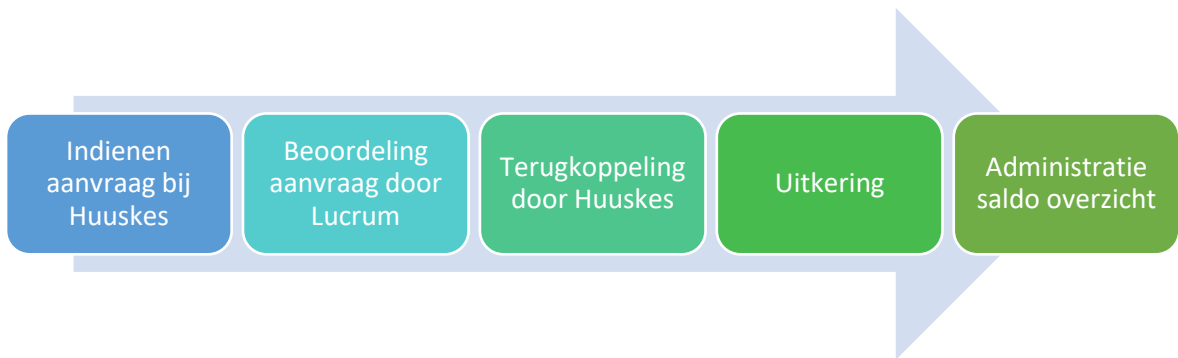 Indienen
aanvraag bij
Huuskes
Beoordeling
aanvraag door
Lucrum
Terugkoppeling
door Huuskes
Uitkering
Administratie
saldo overzicht